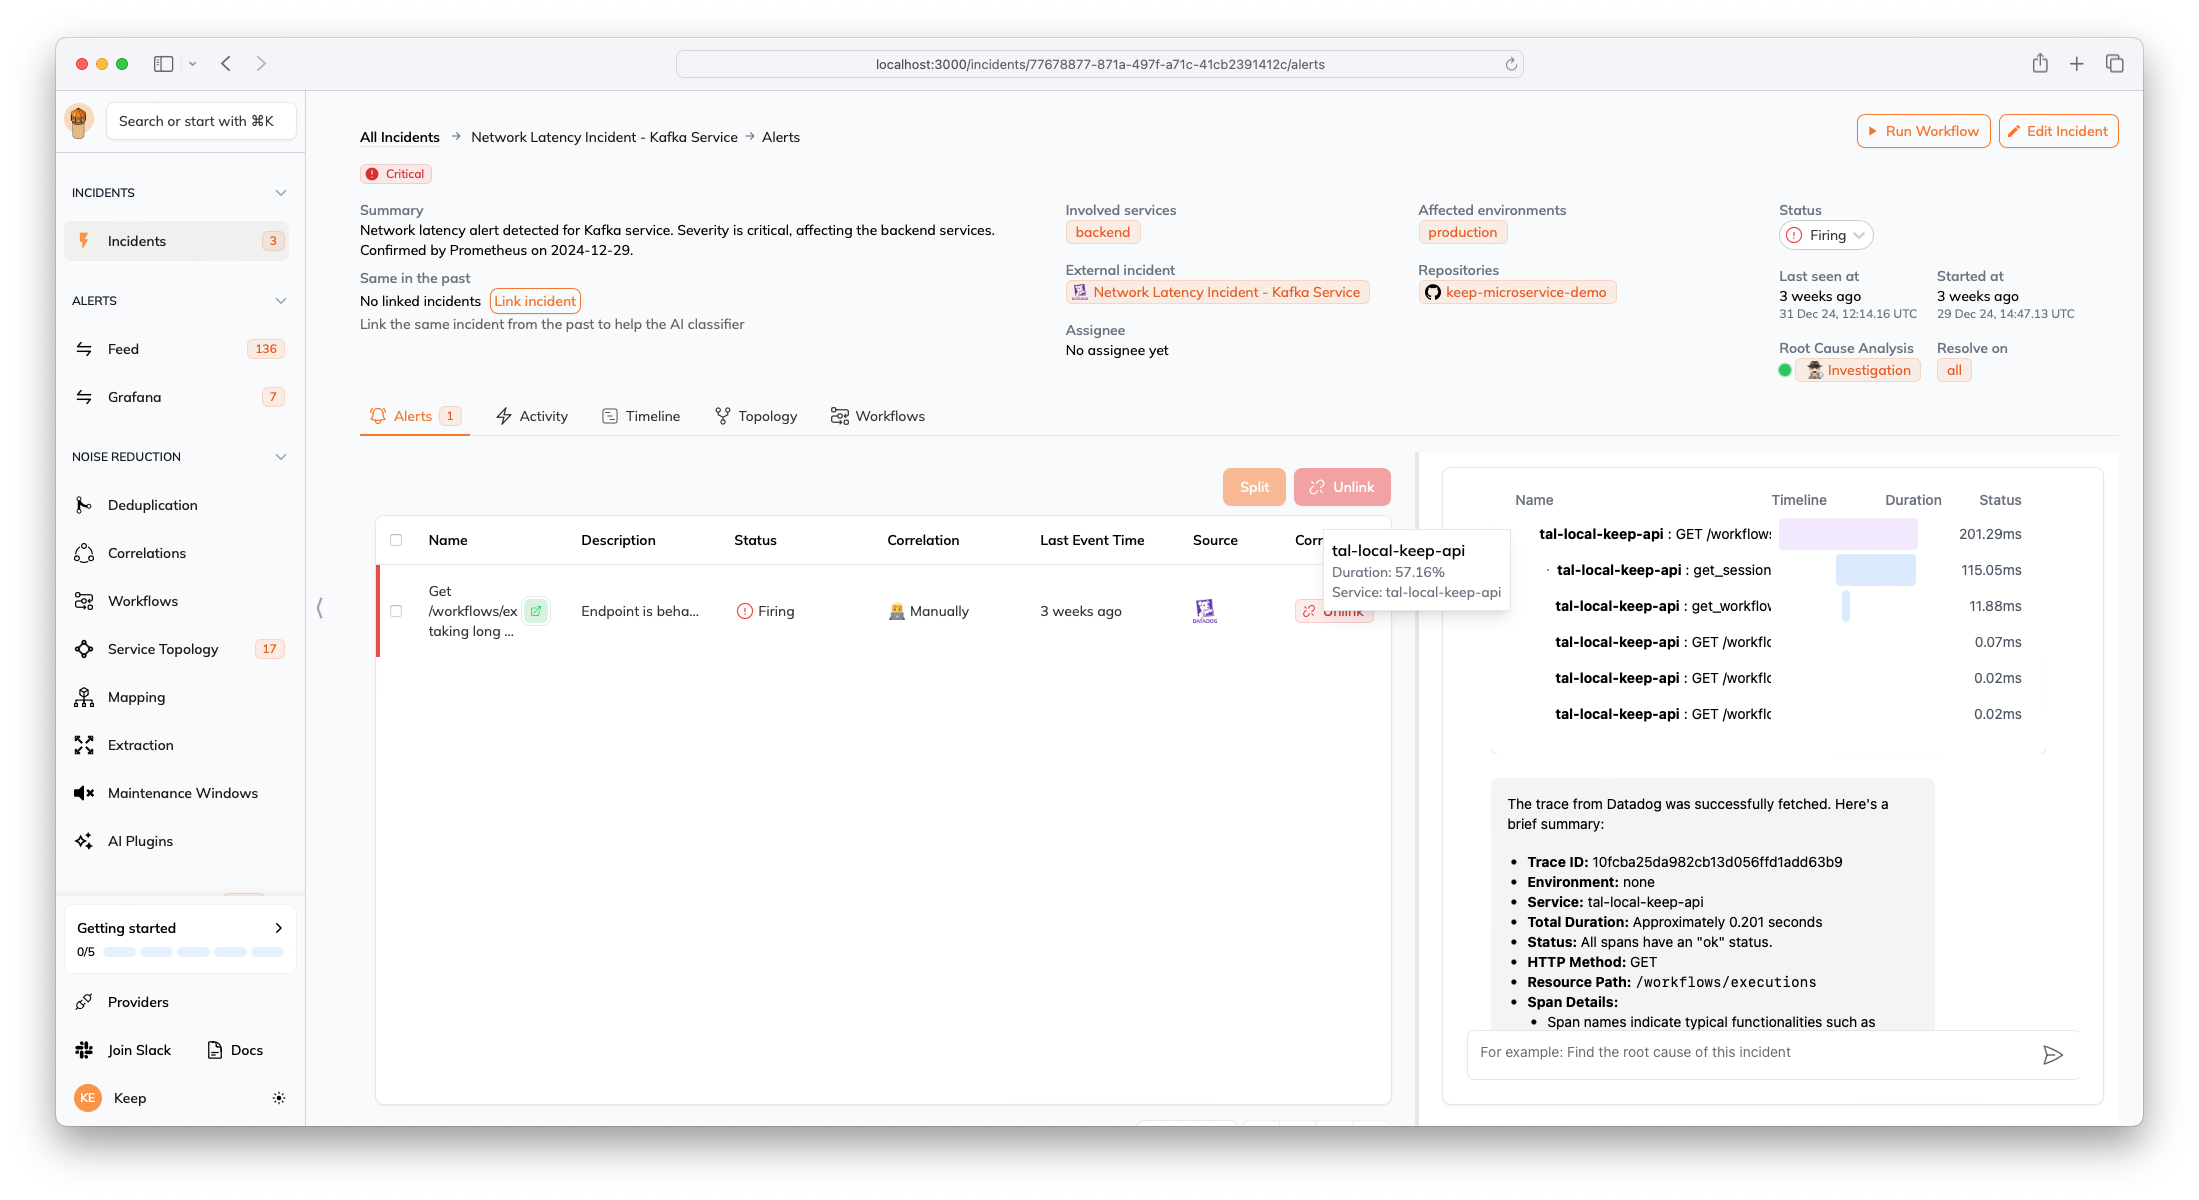 localhost:3000/incidents/77678877-871a-497f-a71c-41cb2391412c/alerts
Search or start with ⌘K
INCIDENTS
Incidents 3
ALERTS
Feed 136
Grafana 7
NOISE REDUCTION
Deduplication
Correlations
Workflows
Service Topology 17
Mapping
Extraction
Maintenance Windows
AI Plugins
Getting started
0/5
Providers
Join Slack Docs
KE Keep
All Incidents → Network Latency Incident - Kafka Service → Alerts
Run Workflow Edit Incident
Critical
Summary
Network latency alert detected for Kafka service. Severity is critical, affecting the backend services.
Confirmed by Prometheus on 2024-12-29.
Same in the past
No linked incidents Link incident
Link the same incident from the past to help the AI classifier
Involved services
backend
External incident
Network Latency Incident - Kafka Service
Assignee
No assignee yet
Affected environments
production
Repositories
keep-microservice-demo
Status
Firing
Last seen at
3 weeks ago
31 Dec 24, 12:14.16 UTC
Started at
3 weeks ago
29 Dec 24, 14:47.13 UTC
Root Cause Analysis
Investigation
Resolve on
all
Alerts 1 Activity Timeline Topology Workflows
Split Unlink
Name Description Status Correlation Last Event Time Source Corr
Get
/workflows/ex
taking long ...
Endpoint is beha...
Firing
Manually
3 weeks ago
DATADOG
Unlink
tal-local-keep-api
Duration: 57.16%
Service: tal-local-keep-api
Name Timeline Duration Status
tal-local-keep-api : GET /workflows 201.29ms
tal-local-keep-api : get_session 115.05ms
tal-local-keep-api : get_workflow 11.88ms
tal-local-keep-api : GET /workflo 0.07ms
tal-local-keep-api : GET /workflo 0.02ms
tal-local-keep-api : GET /workflo 0.02ms
The trace from Datadog was successfully fetched. Here's a
brief summary:
• Trace ID: 10fcba25da982cb13d056ffd1add63b9
• Environment: none
• Service: tal-local-keep-api
• Total Duration: Approximately 0.201 seconds
• Status: All spans have an "ok" status.
• HTTP Method: GET
• Resource Path: /workflows/executions
• Span Details:
• Span names indicate typical functionalities such as
For example: Find the root cause of this incident